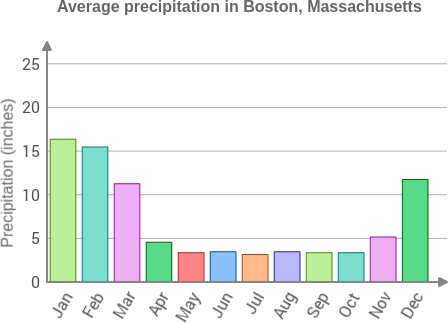 Average precipitation in Boston, Massachusetts
Precipitation (inches)
25
20
15
10
5
0
Jan Feb Mar Apr May Jun Jul Aug Sep Oct Nov Dec